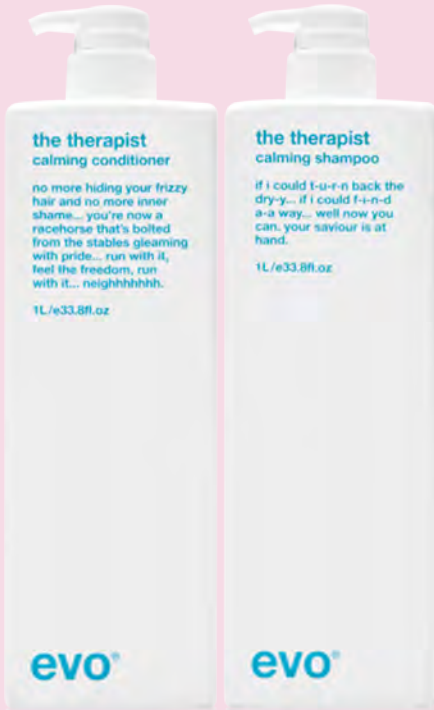 the therapist
calming conditioner
no more hiding your frizzy
hair and no more inner
shame... you're now a
racehorse that's bolted
from the stables gleaming
with pride... run with it,
feel the freedom, run
with it... neighhhhhhh.
1L/e33.8fl.oz
evo®
the therapist
calming shampoo
if i could t-u-r-n back the
dry-y... if i could f-i-n-d
a-a way... well now you
can. your saviour is at
hand.
1L/e33.8fl.oz
evo®